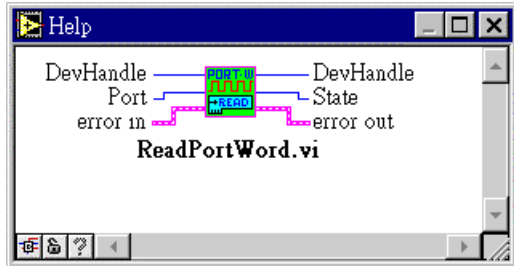 Help
DevHandle PORT-W DevHandle
Port READ State
error in error out
ReadPortWord.vi
?